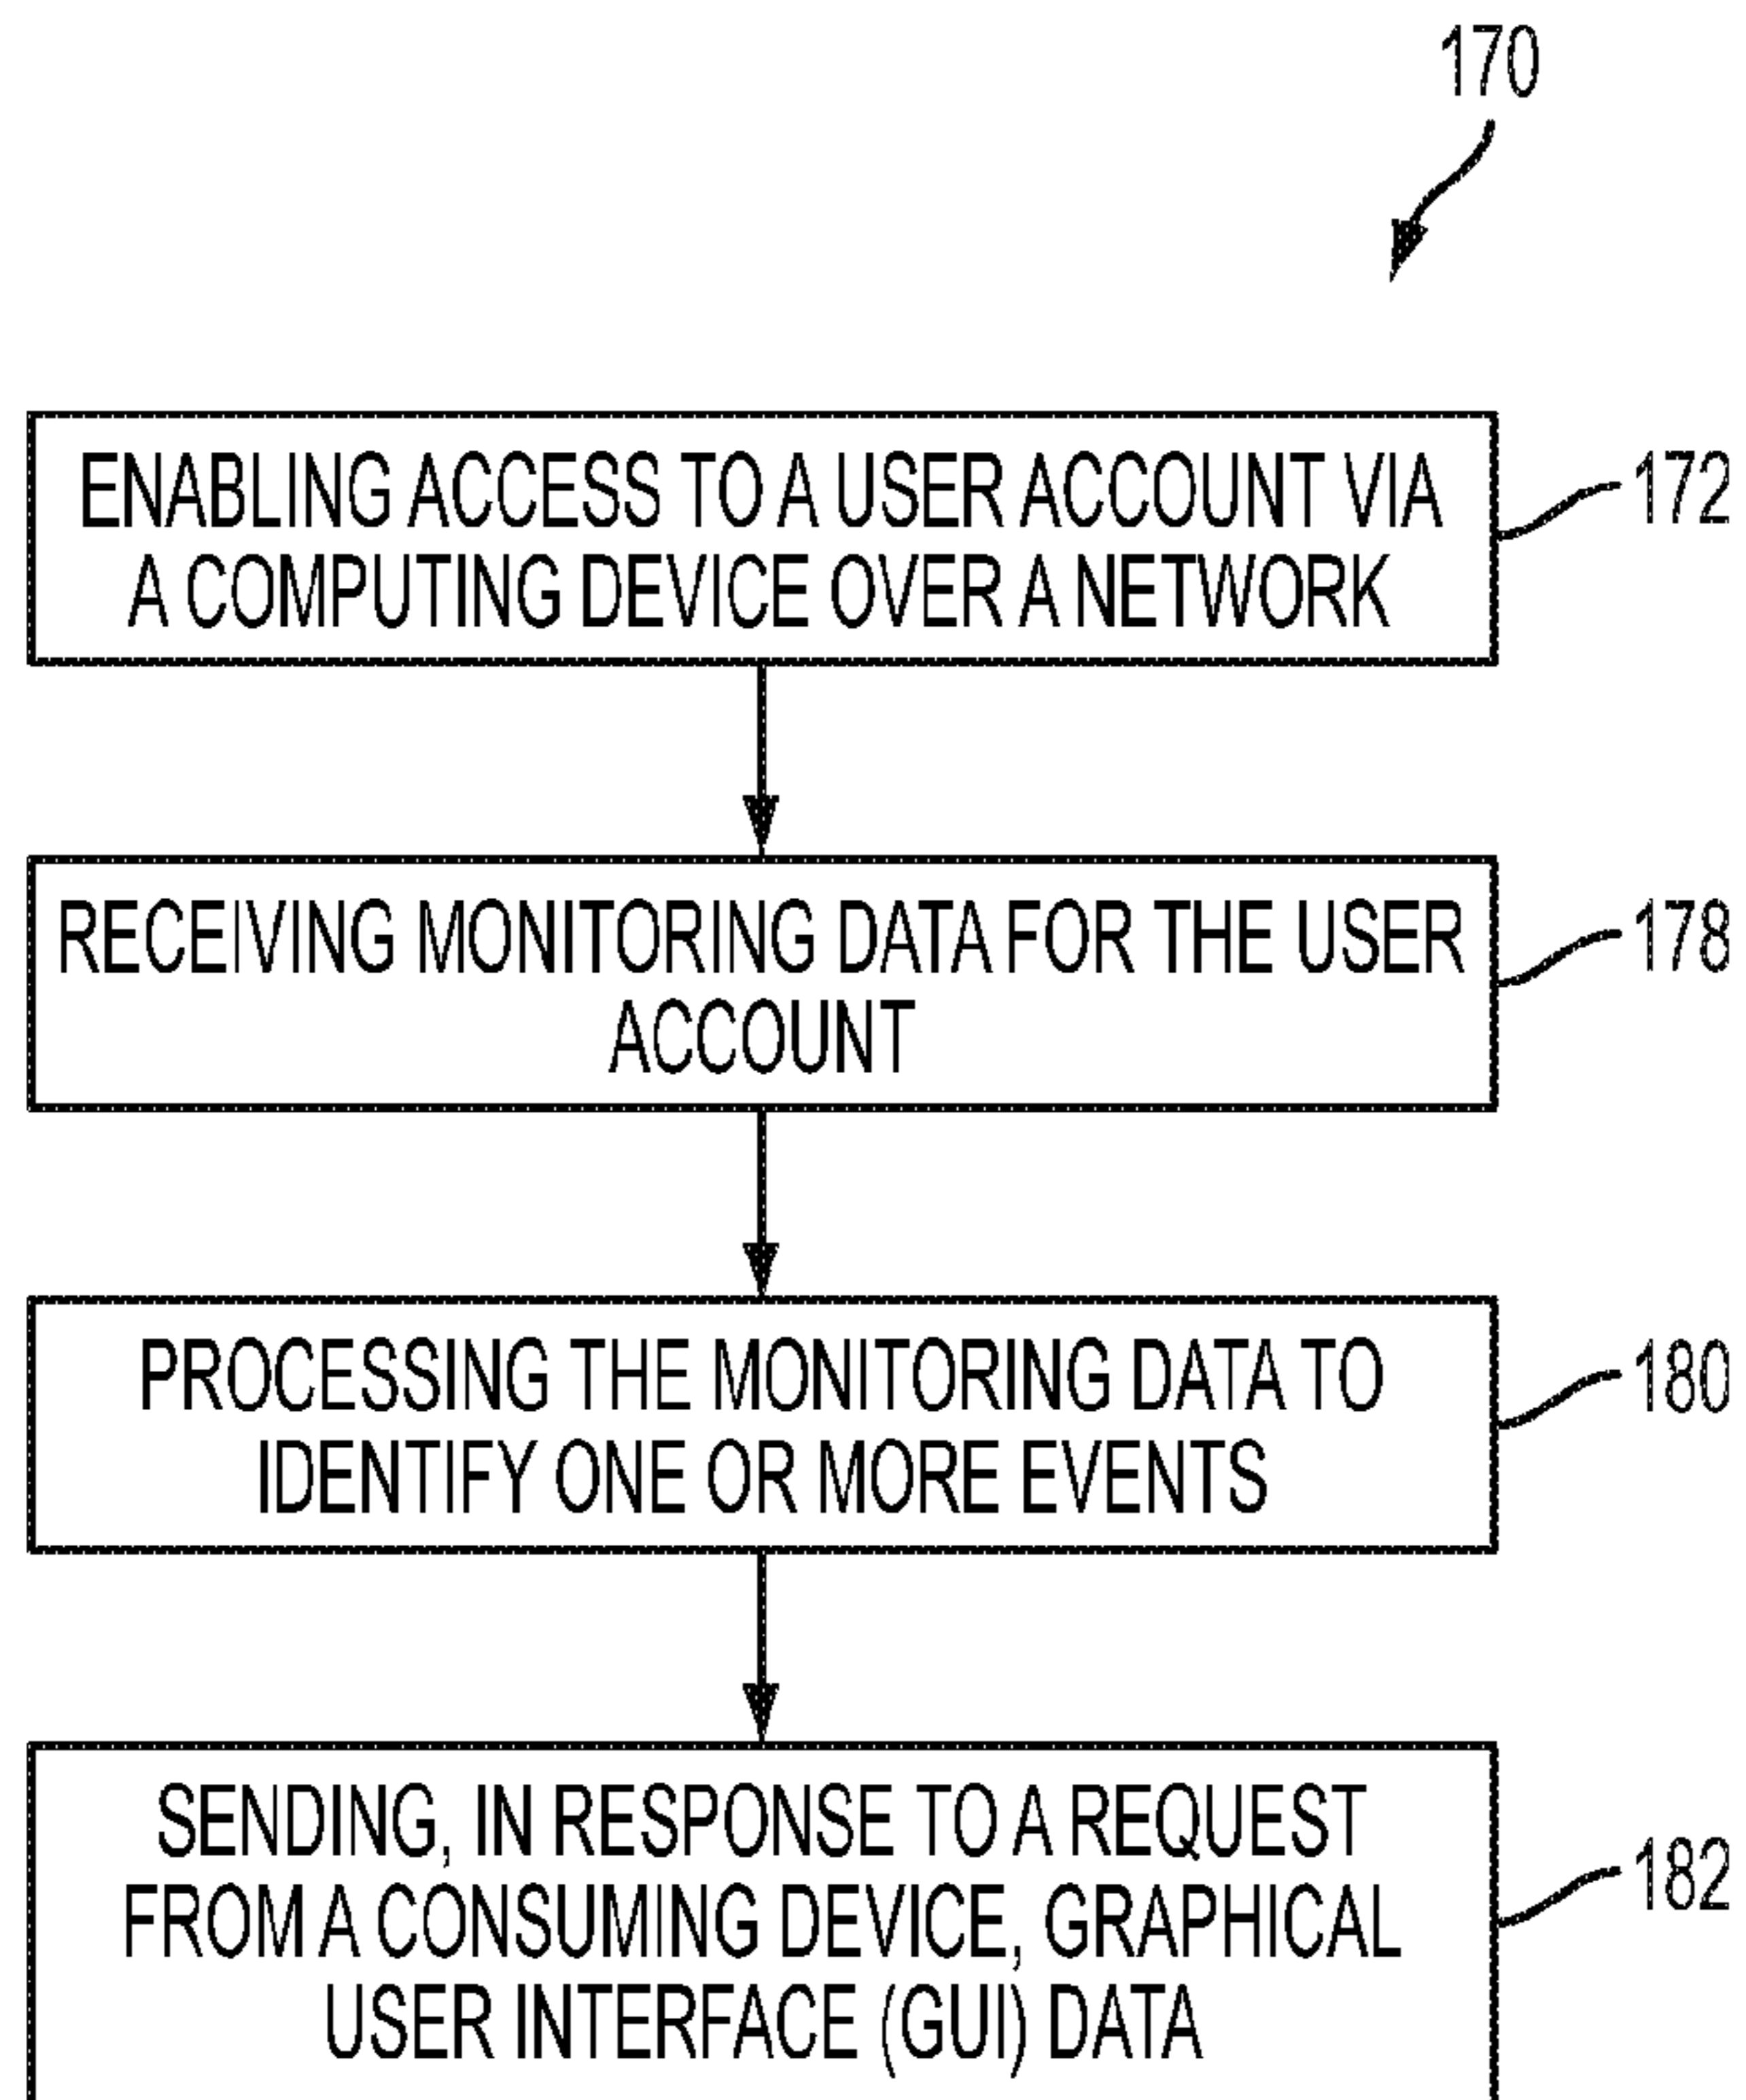 170
ENABLING ACCESS TO A USER ACCOUNT VIA
A COMPUTING DEVICE OVER A NETWORK
172
RECEIVING MONITORING DATA FOR THE USER
ACCOUNT
178
PROCESSING THE MONITORING DATA TO
IDENTIFY ONE OR MORE EVENTS
180
SENDING, IN RESPONSE TO A REQUEST
FROM A CONSUMING DEVICE, GRAPHICAL
USER INTERFACE (GUI) DATA
182